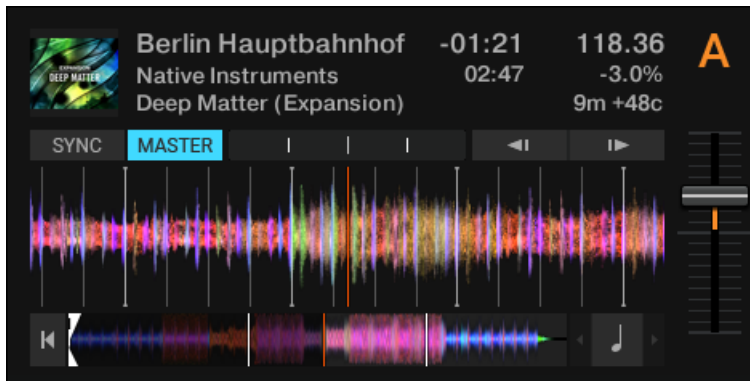 Berlin Hauptbahnhof -01:21 118.36 A
Native Instruments 02:47 -3.0%
Deep Matter (Expansion) 9m +48c
EXPANSION
DEEP MATTER
SYNC MASTER